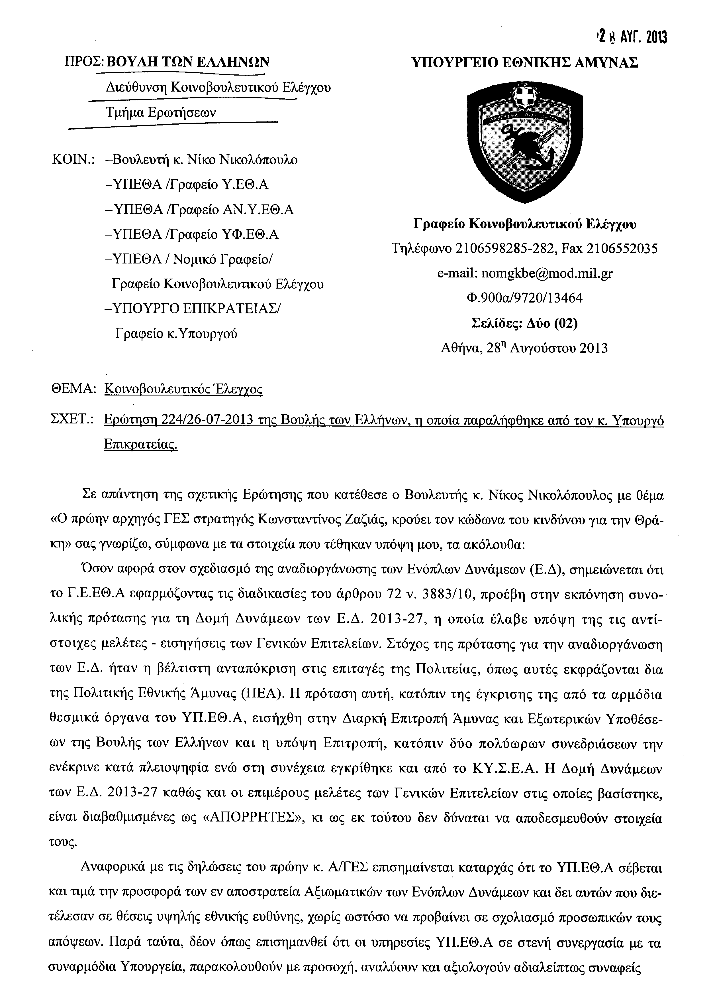 28 ΑΥΓ. 2013
ΠΡΟΣ: ΒΟΥΛΗ ΤΩΝ ΕΛΛΗΝΩΝ
Διεύθυνση Κοινοβουλευτικού Ελέγχου
Τμήμα Ερωτήσεων
ΚΟΙΝ.: –Βουλευτή κ. Νίκο Νικολόπουλο
–ΥΠΕΘΑ /Γραφείο Υ.ΕΘ.Α
–ΥΠΕΘΑ /Γραφείο ΑΝ.Υ.ΕΘ.Α
–ΥΠΕΘΑ /Γραφείο ΥΦ.ΕΘ.Α
–ΥΠΕΘΑ / Νομικό Γραφείο/
Γραφείο Κοινοβουλευτικού Ελέγχου
–ΥΠΟΥΡΓΟ ΕΠΙΚΡΑΤΕΙΑΣ/
Γραφείο κ.Υπουργού
ΥΠΟΥΡΓΕΙΟ ΕΘΝΙΚΗΣ ΑΜΥΝΑΣ
Γραφείο Κοινοβουλευτικού Ελέγχου
Τηλέφωνο 2106598285-282, Fax 2106552035
e-mail: nomgkbe@mod.mil.gr
Φ.900α/9720/13464
Σελίδες: Δύο (02)
Αθήνα, 28η Αυγούστου 2013
ΘΕΜΑ: Κοινοβουλευτικός Έλεγχος
ΣΧΕΤ.: Ερώτηση 224/26-07-2013 της Βουλής των Ελλήνων, η οποία παραλήφθηκε από τον κ. Υπουργό
Επικρατείας.
Σε απάντηση της σχετικής Ερώτησης που κατέθεσε ο Βουλευτής κ. Νίκος Νικολόπουλος με θέμα
«Ο πρώην αρχηγός ΓΕΣ στρατηγός Κωνσταντίνος Ζαζιάς, κρούει τον κώδωνα του κινδύνου για την Θρά-
κη» σας γνωρίζω, σύμφωνα με τα στοιχεία που τέθηκαν υπόψη μου, τα ακόλουθα:
Όσον αφορά στον σχεδιασμό της αναδιοργάνωσης των Ενόπλων Δυνάμεων (Ε.Δ), σημειώνεται ότι
το Γ.Ε.ΕΘ.Α εφαρμόζοντας τις διαδικασίες του άρθρου 72 ν. 3883/10, προέβη στην εκπόνηση συνο-
λικής πρότασης για τη Δομή Δυνάμεων των Ε.Δ. 2013-27, η οποία έλαβε υπόψη της τις αντί-
στοιχες μελέτες - εισηγήσεις των Γενικών Επιτελείων. Στόχος της πρότασης για την αναδιοργάνωση
των Ε.Δ. ήταν η βέλτιστη ανταπόκριση στις επιταγές της Πολιτείας, όπως αυτές εκφράζονται δια
της Πολιτικής Εθνικής Άμυνας (ΠΕΑ). Η πρόταση αυτή, κατόπιν της έγκρισης της από τα αρμόδια
θεσμικά όργανα του ΥΠ.ΕΘ.Α, εισήχθη στην Διαρκή Επιτροπή Άμυνας και Εξωτερικών Υποθέσε-
ων της Βουλής των Ελλήνων και η υπόψη Επιτροπή, κατόπιν δύο πολύωρων συνεδριάσεων την
ενέκρινε κατά πλειοψηφία ενώ στη συνέχεια εγκρίθηκε και από το ΚΥ.Σ.Ε.Α. Η Δομή Δυνάμεων
των Ε.Δ. 2013-27 καθώς και οι επιμέρους μελέτες των Γενικών Επιτελείων στις οποίες βασίστηκε,
είναι διαβαθμισμένες ως «ΑΠΟΡΡΗΤΕΣ», κι ως εκ τούτου δεν δύναται να αποδεσμευθούν στοιχεία
τους.
Αναφορικά με τις δηλώσεις του πρώην κ. Α/ΓΕΣ επισημαίνεται καταρχάς ότι το ΥΠ.ΕΘ.Α σέβεται
και τιμά την προσφορά των εν αποστρατεία Αξιωματικών των Ενόπλων Δυνάμεων και δει αυτών που διε-
τέλεσαν σε θέσεις υψηλής εθνικής ευθύνης, χωρίς ωστόσο να προβαίνει σε σχολιασμό προσωπικών τους
απόψεων. Παρά ταύτα, δέον όπως επισημανθεί ότι οι υπηρεσίες ΥΠ.ΕΘ.Α σε στενή συνεργασία με τα
συναρμόδια Υπουργεία, παρακολουθούν με προσοχή, αναλύουν και αξιολογούν αδιαλείπτως συναφείς